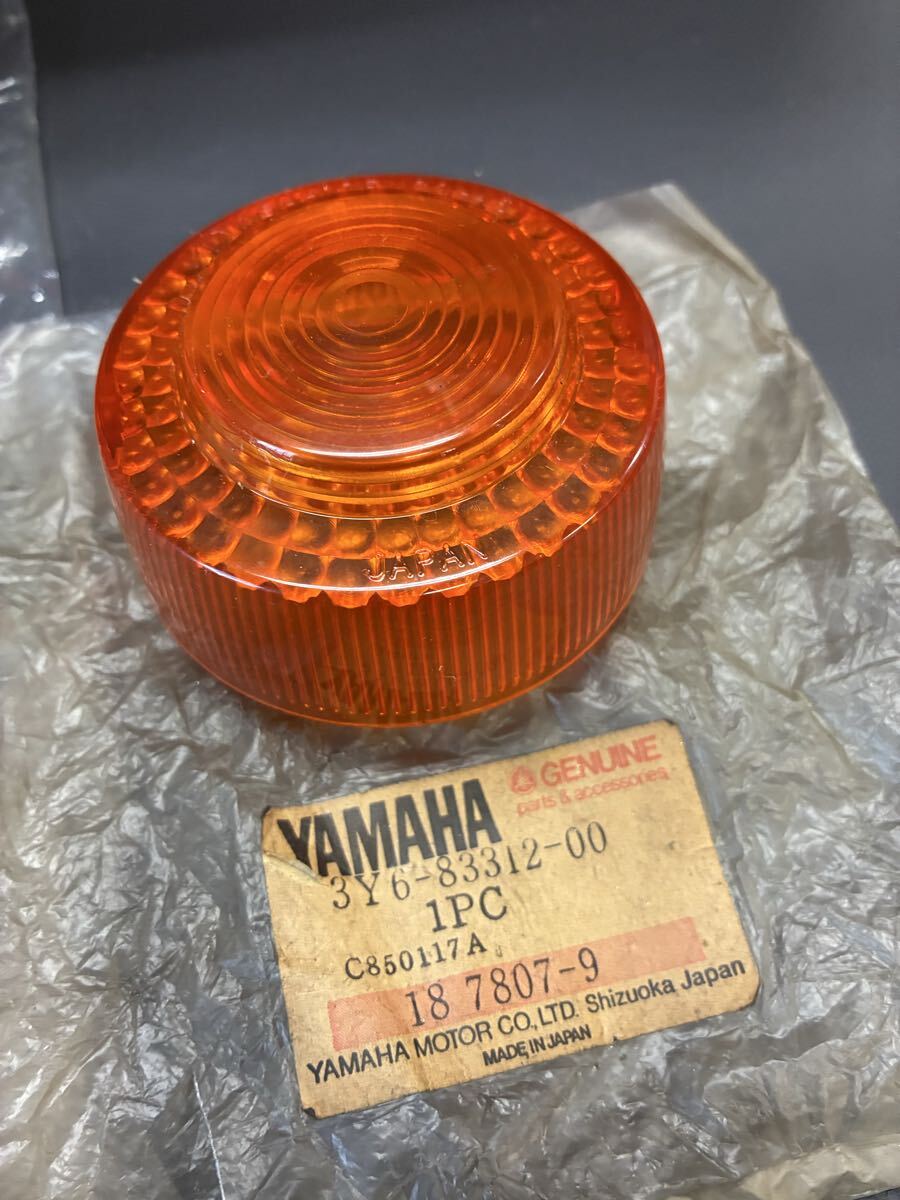 JAPAN
YAMAHA
GENUINE
parts & accessories
3Y6-83312-00
1PC
C850117A
18 7807-9
YAMAHA MOTOR CO., LTD. Shizuoka Japan
MADE IN JAPAN